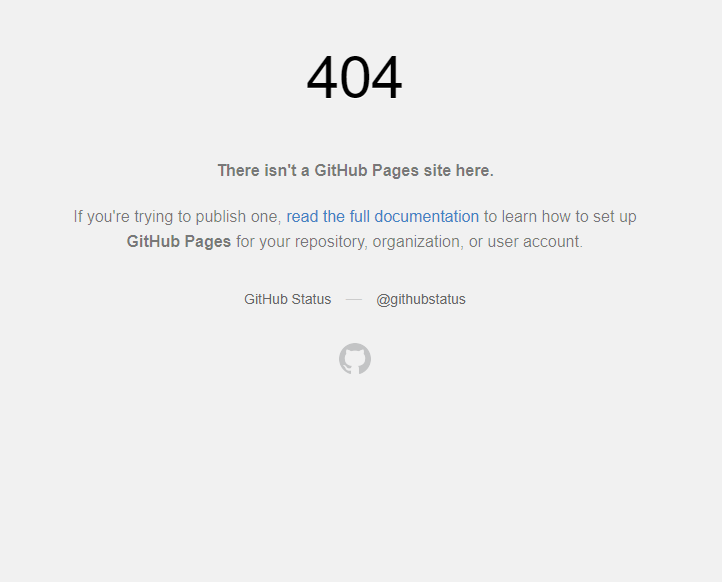 404
There isn't a GitHub Pages site here.
If you're trying to publish one, read the full documentation to learn how to set up
GitHub Pages for your repository, organization, or user account.
GitHub Status — @githubstatus